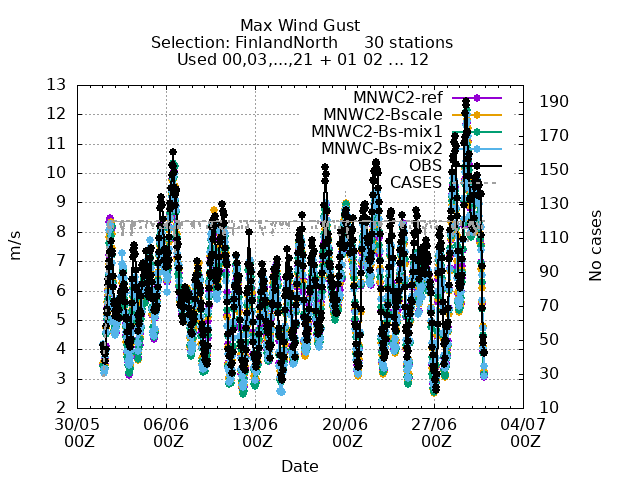 Max Wind Gust
Selection: FinlandNorth 30 stations
Used 00,03,...,21 + 01 02 ... 12
MNWC2-ref
MNWC2-Bscale
MNWC2-Bs-mix1
MNWC-Bs-mix2
OBS
CASES
m/s
13
12
11
10
9
8
7
6
5
4
3
2
No cases
190
170
150
130
110
90
70
50
30
10
30/05 06/06 13/06 20/06 27/06 04/07
00Z 00Z 00Z 00Z 00Z 00Z
Date